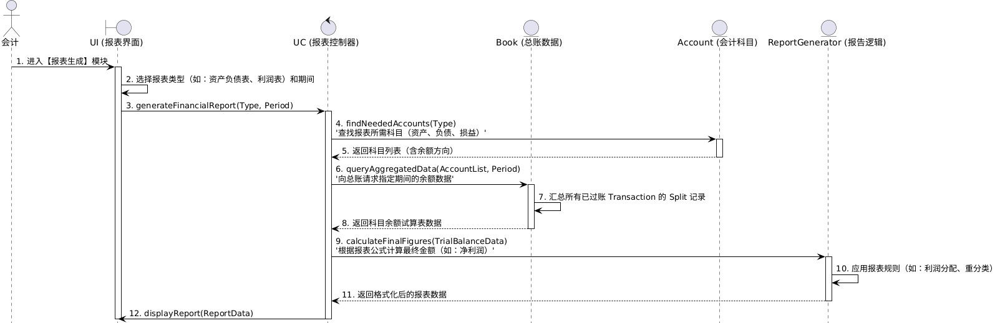 会计
UI (报表界面)
UC (报表控制器)
Book (总账数据)
Account (会计科目)
ReportGenerator (报告逻辑)
1. 进入【报表生成】模块
2. 选择报表类型（如：资产负债表、利润表）和期间
3. generateFinancialReport(Type, Period)
4. findNeededAccounts(Type)
'查找报表所需科目（资产、负债、损益）'
5. 返回科目列表（含余额方向）
6. queryAggregatedData(AccountList, Period)
'向总账请求指定期间的余额数据'
7. 汇总所有已过账 Transaction 的 Split 记录
8. 返回科目余额试算表数据
9. calculateFinalFigures(TrialBalanceData)
'根据报表公式计算最终金额（如：净利润）'
10. 应用报表规则（如：利润分配、重分类）
11. 返回格式化后的报表数据
12. displayReport(ReportData)